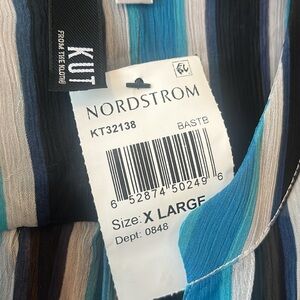 KUT
FROM THE KLOTH
NORDSTROM
KT32138
BASTB
6 52874 50249 6
Size: X LARGE
Dept: 0848